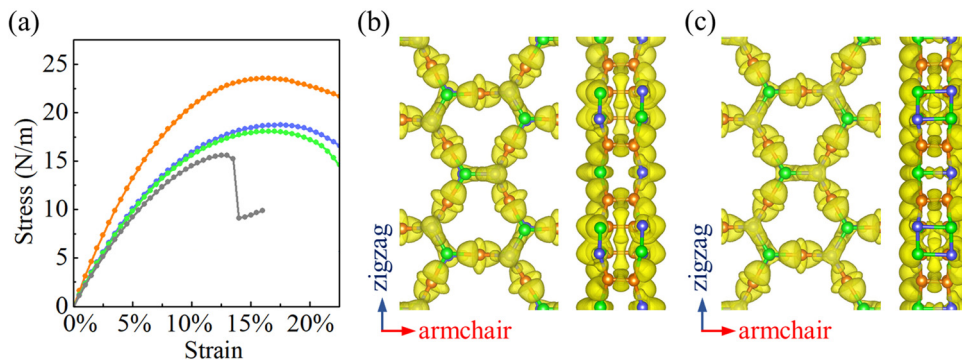 (a)
(b)
(c)
25
20
15
10
5
0
Stress (N/m)
0% 5% 10% 15% 20%
Strain
zigzag
armchair
zigzag
armchair